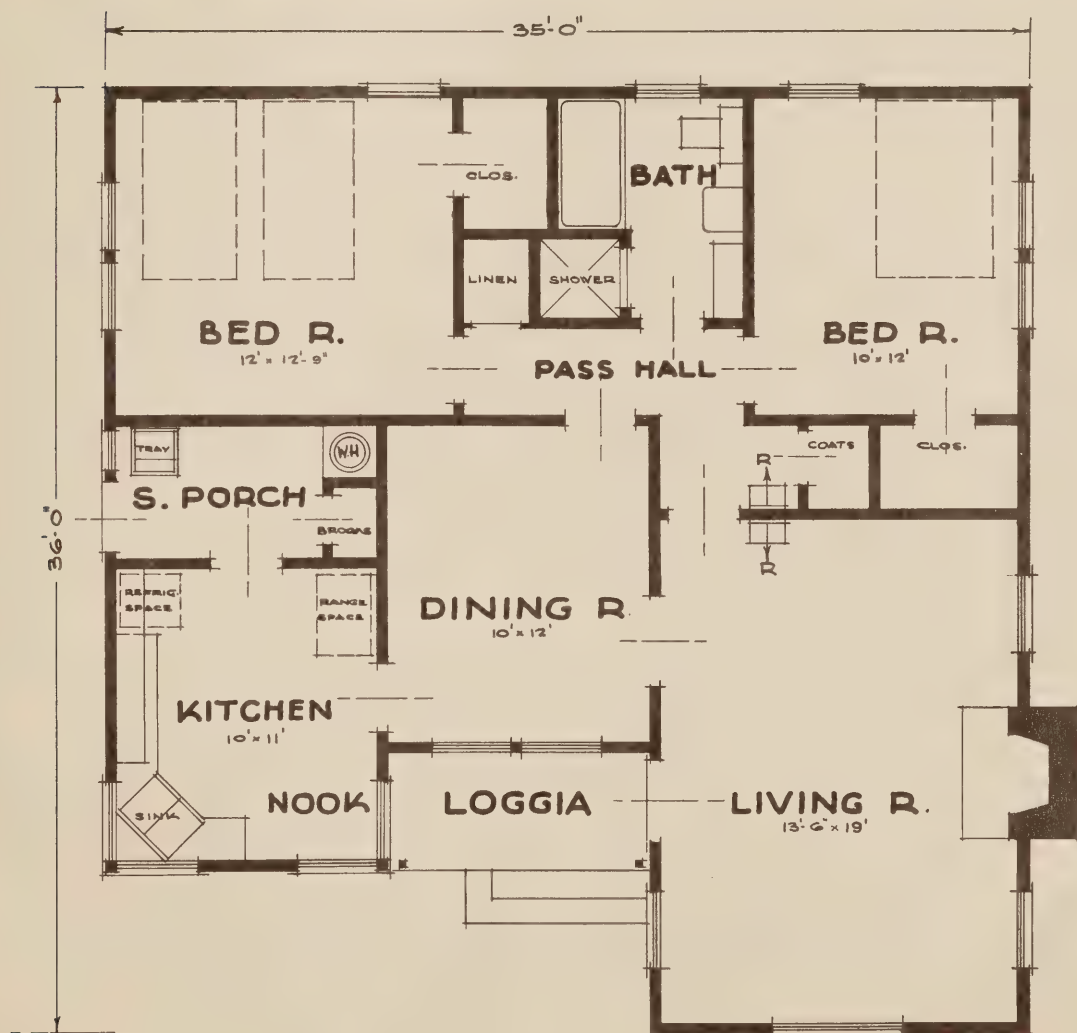 35'-0"
CLOS.
BATH
LINEN
SHOWER
BED R.
12' x 12'-9"
PASS HALL
BED R.
10' x 12'
TRAY
W.H
COATS
CLOS.
R
S. PORCH
BROOMS
36'-0"
R
REFRIG.
SPACE
RANGE
SPACE
DINING R.
10' x 12'
KITCHEN
10' x 11'
NOOK
LOGGIA
LIVING R.
13'-6" x 19'
SINK